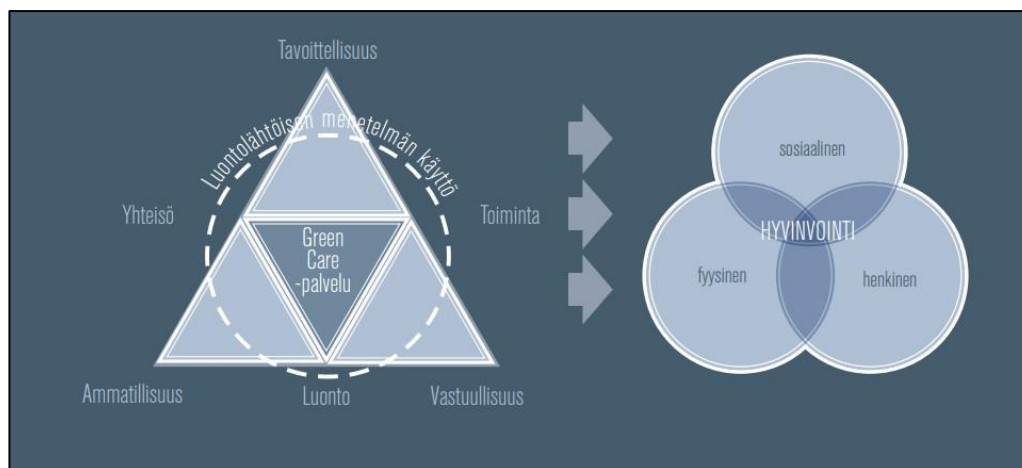 Tavoittellisuus
Luontolähtöisen menetelmän käyttö
Yhteisö
Toiminta
Green
Care
-palvelu
Ammatillisuus
Luonto
Vastuullisuus
sosiaalinen
HYVINVOINTI
fyysinen
henkinen